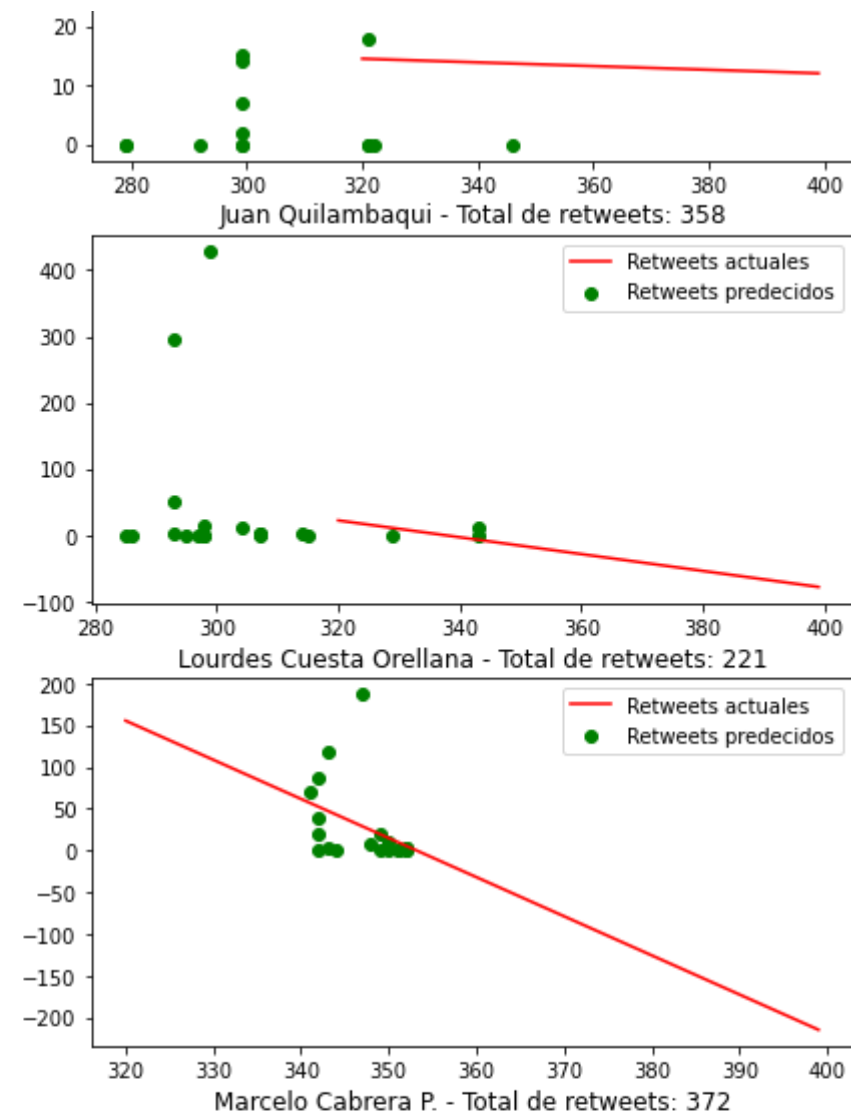 20
10
0
280 300 320 340 360 380 400
Juan Quilambaqui - Total de retweets: 358
Retweets actuales
Retweets predecidos
400
300
200
100
0
−100
280 300 320 340 360 380 400
Lourdes Cuesta Orellana - Total de retweets: 221
Retweets actuales
Retweets predecidos
200
150
100
50
0
−50
−100
−150
−200
320 330 340 350 360 370 380 390 400
Marcelo Cabrera P. - Total de retweets: 372